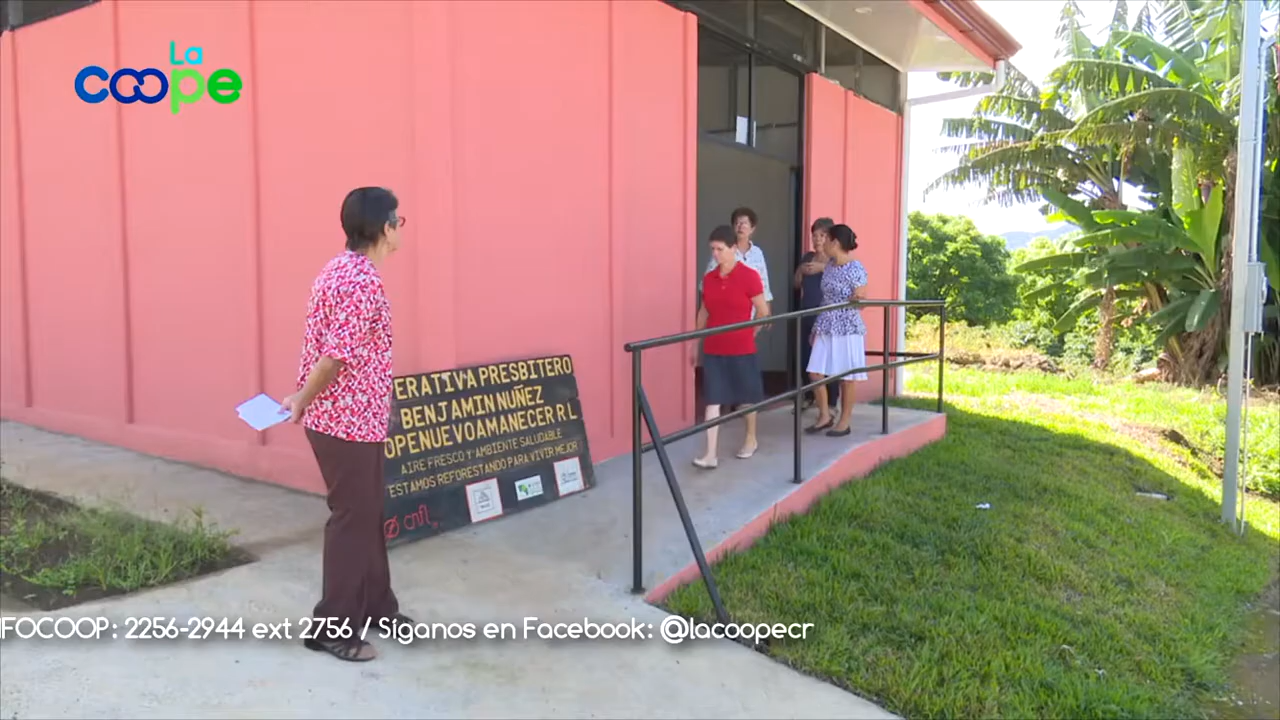 La
coope
ERATIVA PRESBITERO
BENJAMIN NUÑEZ
OPENUEVOAMANECER R L
AIRE FRESCO Y AMBIENTE SALUDABLE
ESTAMOS REFORESTANDO PARA VIVIR MEJOR
cnfl
FOCOOP: 2256-2944 ext 2756 / Síganos en Facebook: @lacoopecr